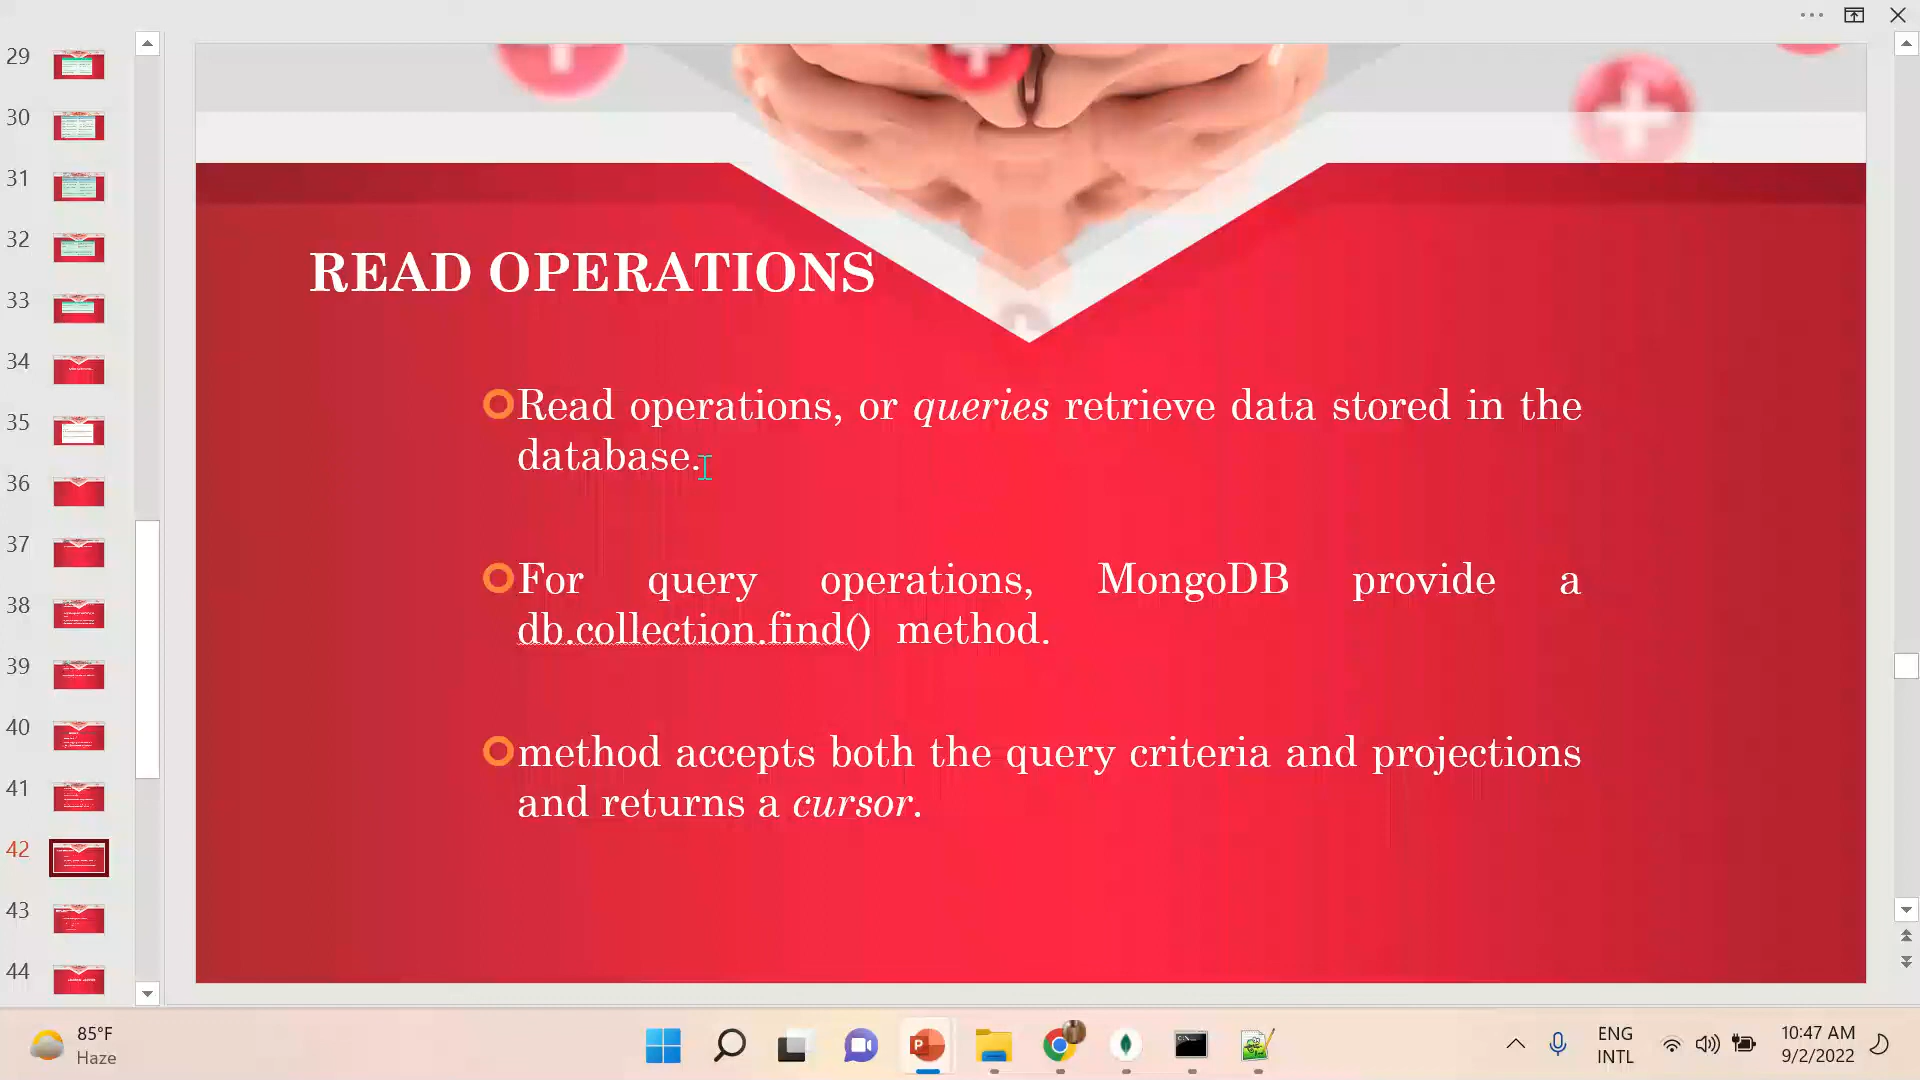 29
30
31
32
33
34
35
36
37
38
39
40
41
42
43
44
READ OPERATIONS
Read operations, or queries retrieve data stored in the
database.
For query operations, MongoDB provide a
db.collection.find() method.
method accepts both the query criteria and projections
and returns a cursor.
85°F
Haze
ENG
INTL
10:47 AM
9/2/2022